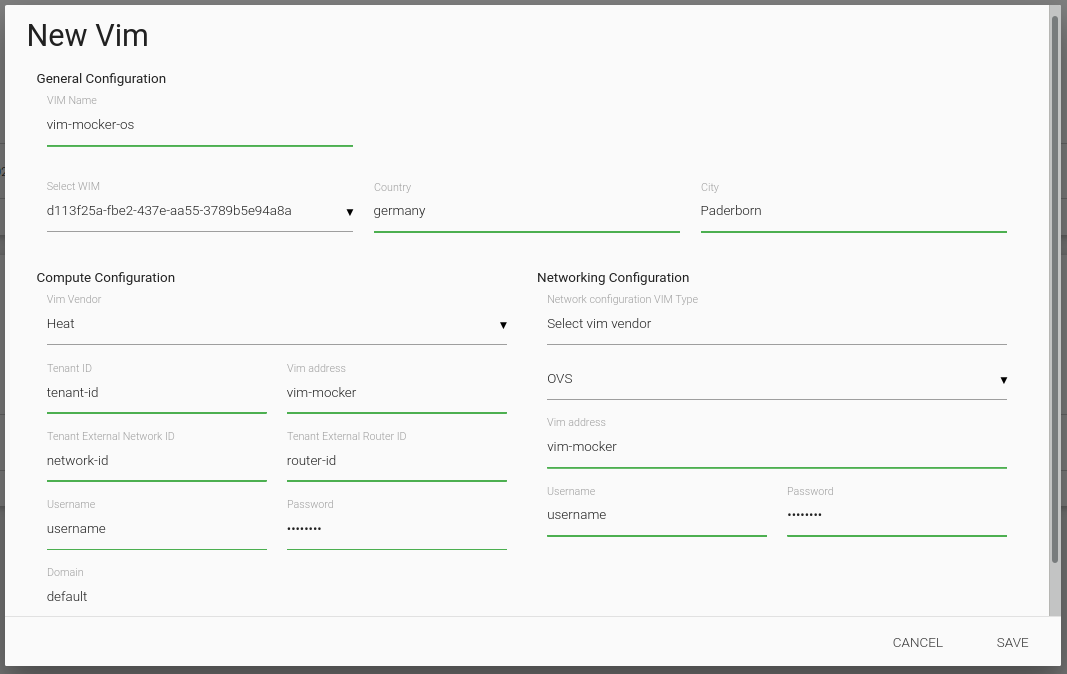 New Vim
General Configuration
VIM Name
vim-mocker-os
Select WIM
d113f25a-fbe2-437e-aa55-3789b5e94a8a
Country
germany
City
Paderborn
Compute Configuration
Vim Vendor
Heat
Tenant ID
tenant-id
Vim address
vim-mocker
Tenant External Network ID
network-id
Tenant External Router ID
router-id
Username
username
Password
••••••••
Domain
default
Networking Configuration
Network configuration VIM Type
Select vim vendor
OVS
Vim address
vim-mocker
Username
username
Password
••••••••
CANCEL
SAVE